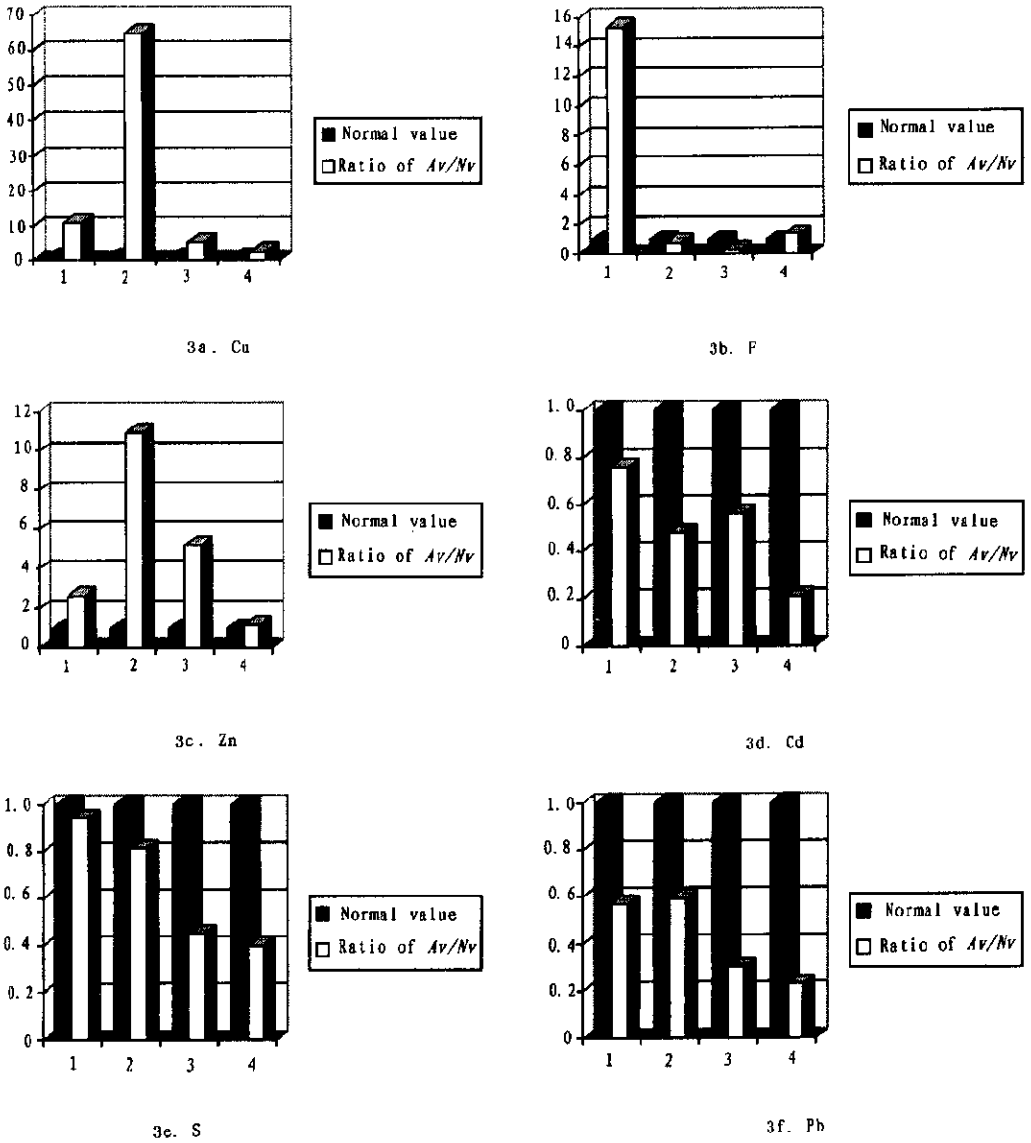 70
60
50
40
30
20
10
0
1 2 3 4
■ Normal value
□ Ratio of Av/Nv
3a. Cu
16
14
12
10
8
6
4
2
0
1 2 3 4
■ Normal value
□ Ratio of Av/Nv
3b. F
12
10
8
6
4
2
0
1 2 3 4
■ Normal value
□ Ratio of Av/Nv
3c. Zn
1.0
0.8
0.6
0.4
0.2
0
1 2 3 4
■ Normal value
□ Ratio of Av/Nv
3d. Cd
1.0
0.8
0.6
0.4
0.2
0
1 2 3 4
■ Normal value
□ Ratio of Av/Nv
3e. S
1.0
0.8
0.6
0.4
0.2
0
1 2 3 4
■ Normal value
□ Ratio of Av/Nv
3f. Pb